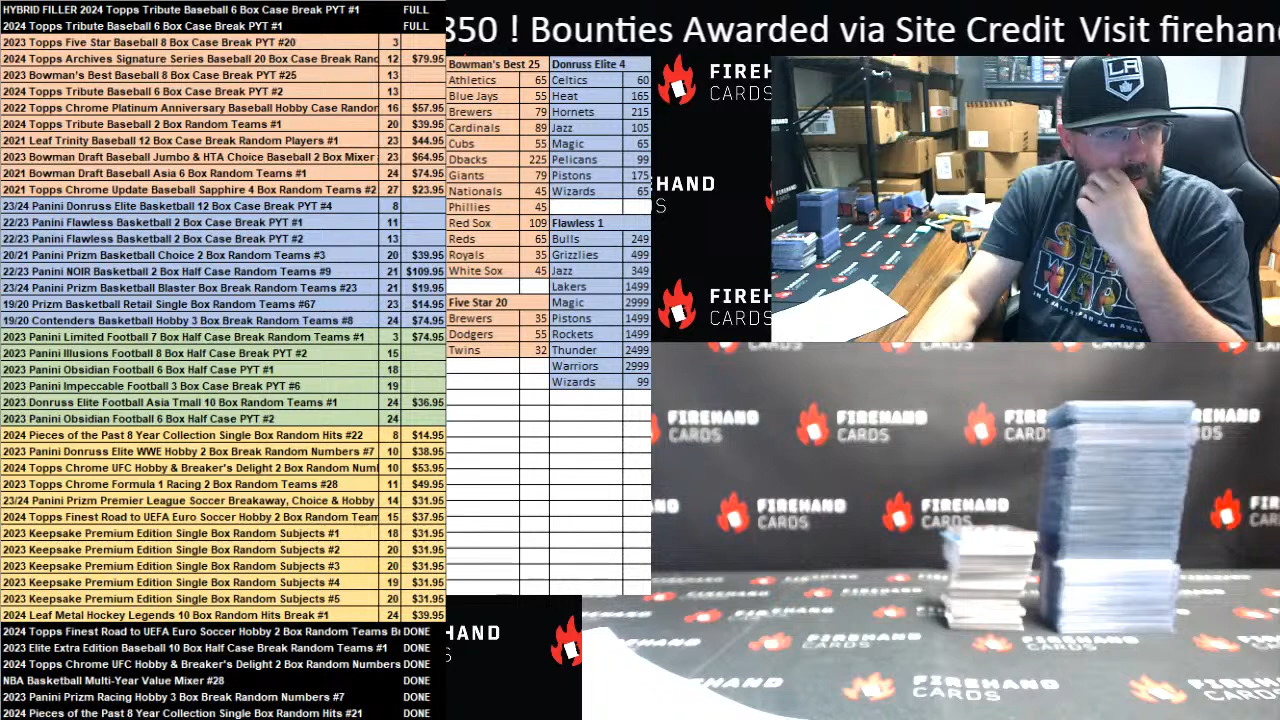 HYBRID FILLER 2024 Topps Tribute Baseball 6 Box Case Break PYT #1 FULL
2024 Topps Tribute Baseball 6 Box Case Break PYT #1 FULL
2023 Topps Five Star Baseball 8 Box Case Break PYT #20 3
2024 Topps Archives Signature Series Baseball 20 Box Case Break Ranc 12 $79.95
2023 Bowman's Best Baseball 8 Box Case Break PYT #25 13
2024 Topps Tribute Baseball 6 Box Case Break PYT #2 13
2022 Topps Chrome Platinum Anniversary Baseball Hobby Case Randor 16 $57.95
2024 Topps Tribute Baseball 2 Box Random Teams #1 20 $39.95
2021 Leaf Trinity Baseball 12 Box Case Break Random Players #1 23 $44.95
2023 Bowman Draft Baseball Jumbo & HTA Choice Baseball 2 Box Mixer 23 $64.95
2021 Bowman Draft Baseball Asia 6 Box Random Teams #1 24 $74.95
2021 Topps Chrome Update Baseball Sapphire 4 Box Random Teams #2 27 $23.95
23/24 Panini Donruss Elite Basketball 12 Box Case Break PYT #4 8
22/23 Panini Flawless Basketball 2 Box Case Break PYT #1 11
22/23 Panini Flawless Basketball 2 Box Case Break PYT #2 13
20/21 Panini Prizm Basketball Choice 2 Box Random Teams #3 20 $39.95
22/23 Panini NOIR Basketball 2 Box Half Case Random Teams #9 21 $109.95
23/24 Panini Prizm Basketball Blaster Box Break Random Teams #23 21 $19.95
19/20 Prizm Basketball Retail Single Box Random Teams #67 23 $14.95
19/20 Contenders Basketball Hobby 3 Box Break Random Teams #8 24 $74.95
2023 Panini Limited Football 7 Box Half Case Break Random Teams #1 3 $74.95
2023 Panini Illusions Football 8 Box Half Case Break PYT #2 15
2023 Panini Obsidian Football 6 Box Half Case PYT #1 18
2023 Panini Impeccable Football 3 Box Case Break PYT #6 19
2023 Donruss Elite Football Asia Tmall 10 Box Random Teams #1 24 $36.95
2023 Panini Obsidian Football 6 Box Half Case PYT #2 24
2024 Pieces of the Past 8 Year Collection Single Box Random Hits #22 8 $14.95
2023 Panini Donruss Elite WWE Hobby 2 Box Break Random Numbers #7 10 $38.95
2024 Topps Chrome UFC Hobby & Breaker's Delight 2 Box Random Numl 10 $53.95
2023 Topps Chrome Formula 1 Racing 2 Box Random Teams #28 11 $49.95
23/24 Panini Prizm Premier League Soccer Breakaway, Choice & Hobby 14 $31.95
2024 Topps Finest Road to UEFA Euro Soccer Hobby 2 Box Random Team 15 $37.95
2023 Keepsake Premium Edition Single Box Random Subjects #1 18 $31.95
2023 Keepsake Premium Edition Single Box Random Subjects #2 20 $31.95
2023 Keepsake Premium Edition Single Box Random Subjects #3 20 $31.95
2023 Keepsake Premium Edition Single Box Random Subjects #4 19 $31.95
2023 Keepsake Premium Edition Single Box Random Subjects #5 20 $31.95
2024 Leaf Metal Hockey Legends 10 Box Random Hits Break #1 24 $39.95
2024 Topps Finest Road to UEFA Euro Soccer Hobby 2 Box Random Teams B DONE
2023 Elite Extra Edition Baseball 10 Box Half Case Break Random Teams #1 DONE
2024 Topps Chrome UFC Hobby & Breaker's Delight 2 Box Random Numbers DONE
NBA Basketball Multi-Year Value Mixer #28 DONE
2023 Panini Prizm Racing Hobby 3 Box Break Random Numbers #7 DONE
2024 Pieces of the Past 8 Year Collection Single Box Random Hits #21 DONE
350 ! Bounties Awarded via Site Credit Visit firehan
Bowman's Best 25
Athletics 65
Blue Jays 55
Brewers 79
Cardinals 89
Cubs 55
Dbacks 225
Giants 79
Nationals 45
Phillies 45
Red Sox 109
Reds 65
Royals 35
White Sox 45
Five Star 20
Brewers 35
Dodgers 55
Twins 32
Donruss Elite 4
Celtics 60
Heat 165
Hornets 215
Jazz 105
Magic 65
Pelicans 99
Pistons 175
Wizards 65
Flawless 1
Bulls 249
Grizzlies 499
Jazz 349
Lakers 1499
Magic 2999
Pistons 1499
Rockets 1499
Thunder 2499
Warriors 2999
Wizards 99
FIREH
CARDS
HAND
S
FIREH
CARDS
HAND
S
LA
STAR
WARS
IN A GALAXY FAR FAR AWAY
FIREHAND
CARDS
FIREHAND
CARDS
FIREHAND
CARDS
FIREHAND
CARDS
FIREHAND
CARDS
FIREHAND
CARDS